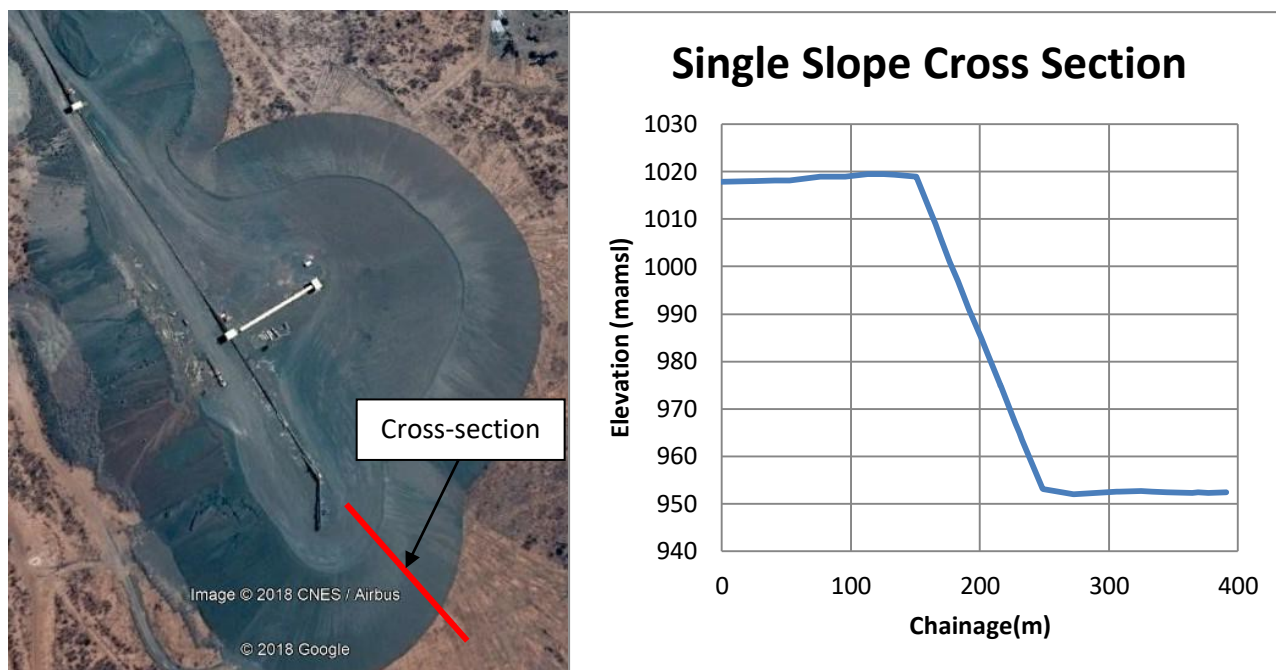 Cross-section
Image © 2018 CNES / Airbus
© 2018 Google
Single Slope Cross Section
1030
1020
1010
1000
990
980
970
960
950
940
Elevation (mamsl)
0 100 200 300 400
Chainage(m)